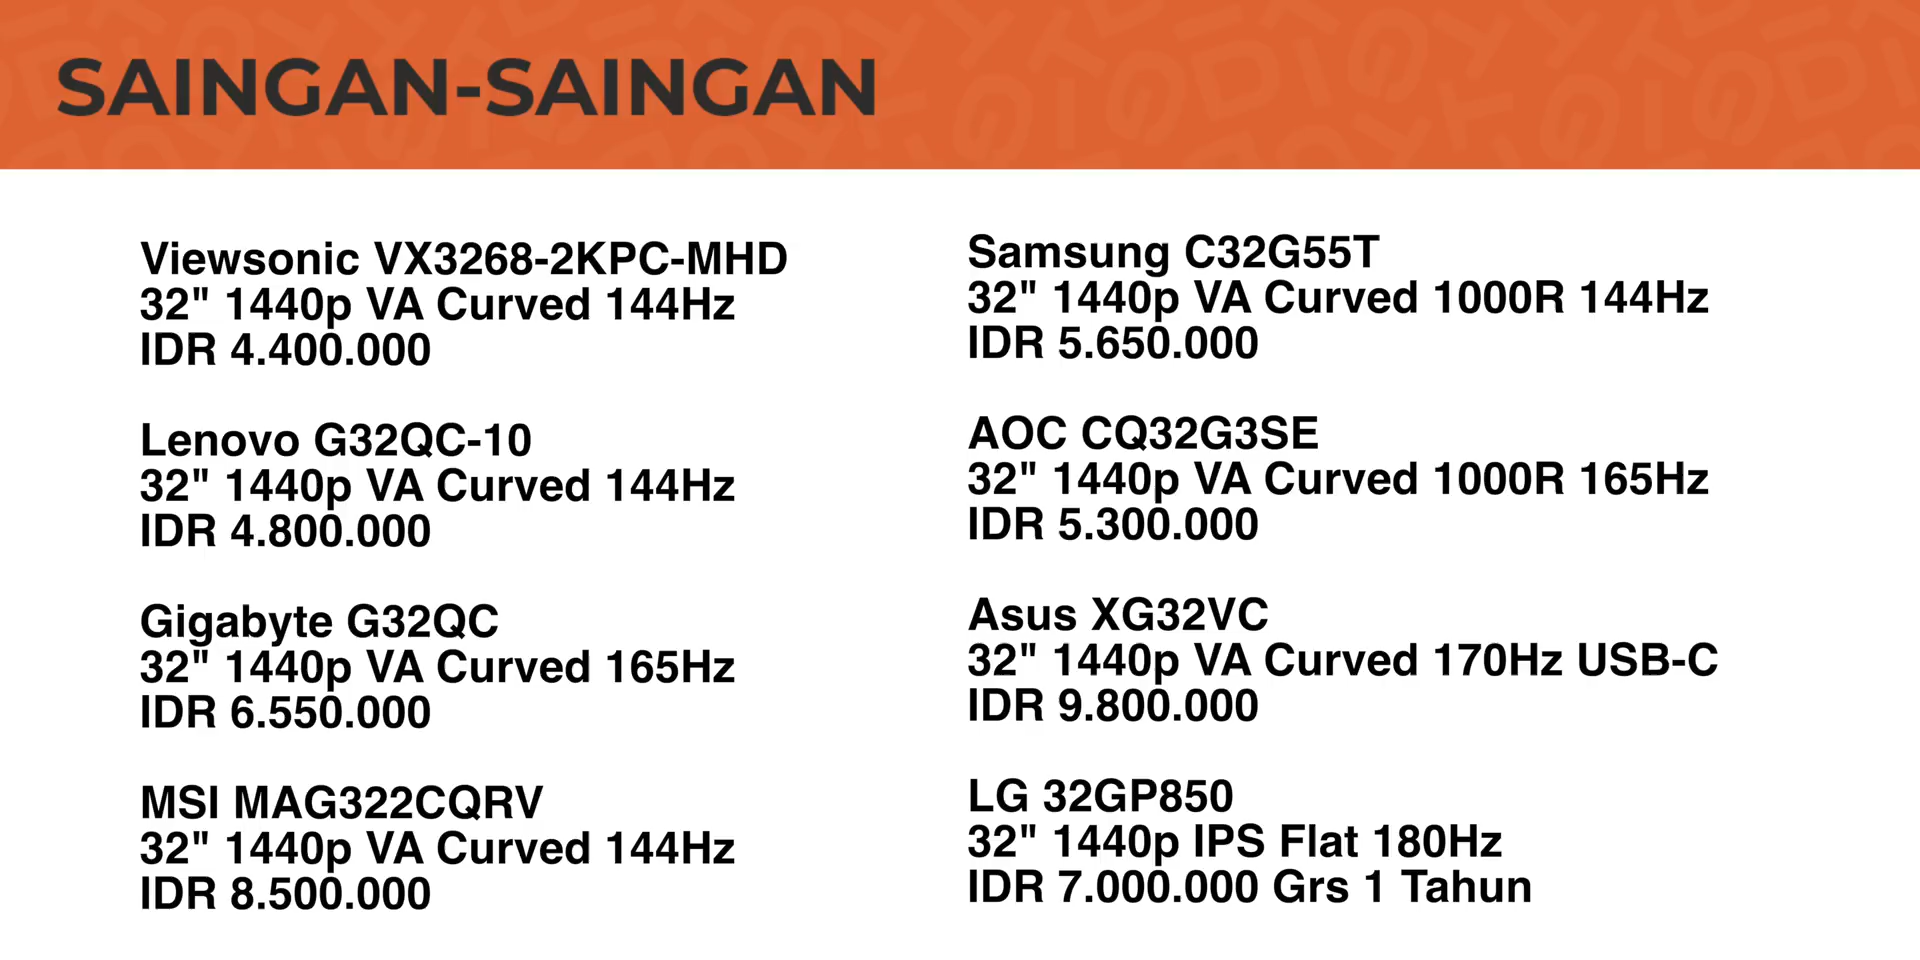 SAINGAN-SAINGAN
Viewsonic VX3268-2KPC-MHD
32" 1440p VA Curved 144Hz
IDR 4.400.000
Lenovo G32QC-10
32" 1440p VA Curved 144Hz
IDR 4.800.000
Gigabyte G32QC
32" 1440p VA Curved 165Hz
IDR 6.550.000
MSI MAG322CQRV
32" 1440p VA Curved 144Hz
IDR 8.500.000
Samsung C32G55T
32" 1440p VA Curved 1000R 144Hz
IDR 5.650.000
AOC CQ32G3SE
32" 1440p VA Curved 1000R 165Hz
IDR 5.300.000
Asus XG32VC
32" 1440p VA Curved 170Hz USB-C
IDR 9.800.000
LG 32GP850
32" 1440p IPS Flat 180Hz
IDR 7.000.000 Grs 1 Tahun